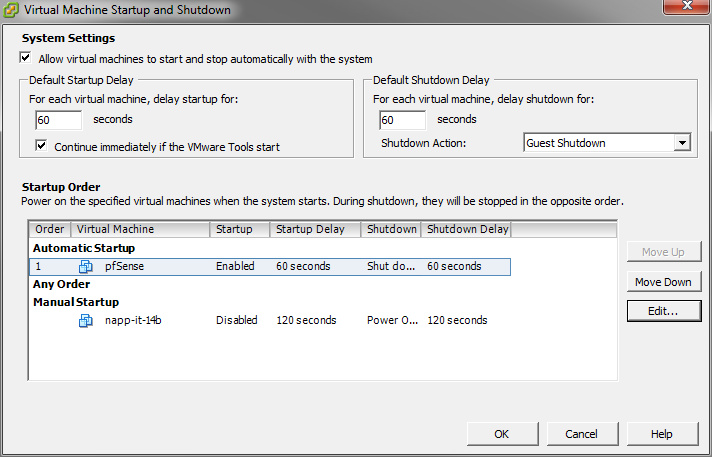 Virtual Machine Startup and Shutdown
System Settings
Allow virtual machines to start and stop automatically with the system
Default Startup Delay
For each virtual machine, delay startup for:
60 seconds
Continue immediately if the VMware Tools start
Default Shutdown Delay
For each virtual machine, delay shutdown for:
60 seconds
Shutdown Action: Guest Shutdown
Startup Order
Power on the specified virtual machines when the system starts. During shutdown, they will be stopped in the opposite order.
Order Virtual Machine Startup Startup Delay Shutdown Shutdown Delay
Automatic Startup
1 pfSense Enabled 60 seconds Shut do... 60 seconds
Any Order
Manual Startup
napp-it-14b Disabled 120 seconds Power O... 120 seconds
Move Up
Move Down
Edit...
OK Cancel Help